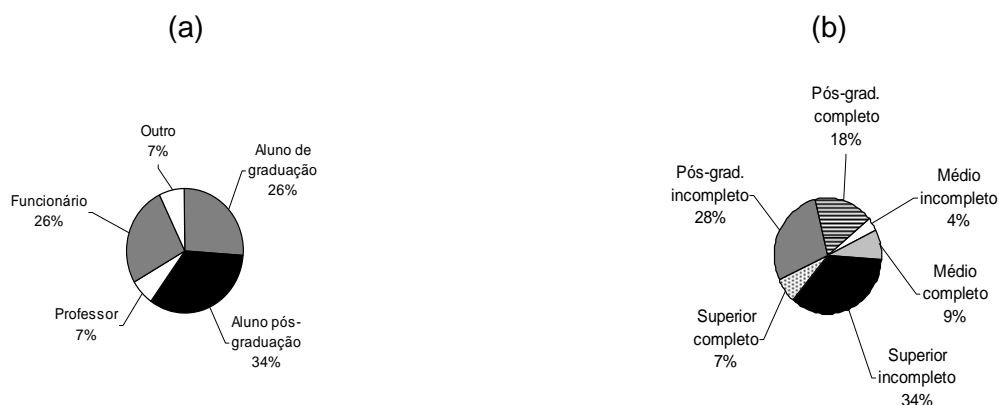 (a)
Outro
7%
Aluno de
graduação
26%
Funcionário
26%
Professor
7%
Aluno pós-
graduação
34%
(b)
Pós-grad.
completo
18%
Pós-grad.
incompleto
28%
Médio
incompleto
4%
Médio
completo
9%
Superior
completo
7%
Superior
incompleto
34%